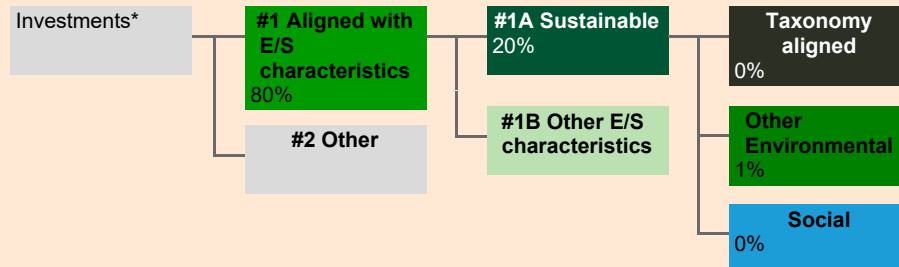 Investments*
#1 Aligned with
E/S
characteristics
80%
#2 Other
#1A Sustainable
20%
#1B Other E/S
characteristics
Taxonomy
aligned
0%
Other
Environmental
1%
Social
0%